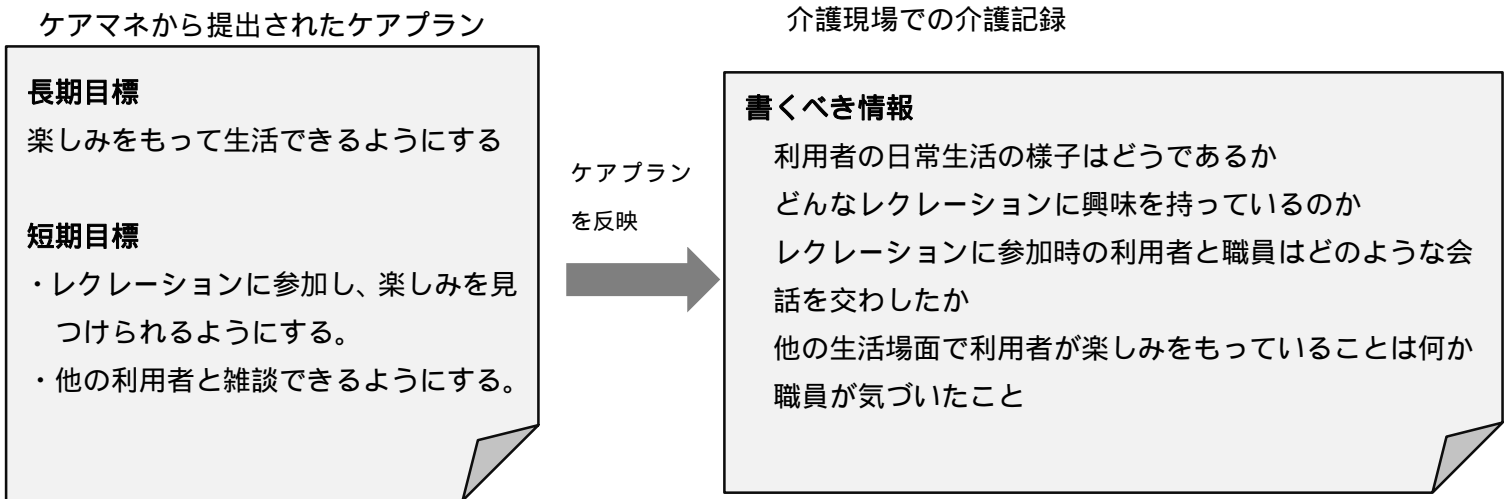 ケアマネから提出されたケアプラン
長期目標
楽しみをもって生活できるようにする
短期目標
・レクレーションに参加し、楽しみを見
つけられるようにする。
・他の利用者と雑談できるようにする。
ケアプラン
を反映
介護現場での介護記録
書くべき情報
利用者の日常生活の様子はどうであるか
どんなレクレーションに興味を持っているのか
レクレーションに参加時の利用者と職員はどのような会
話を交わしたか
他の生活場面で利用者が楽しみをもっていることは何か
職員が気づいたこと